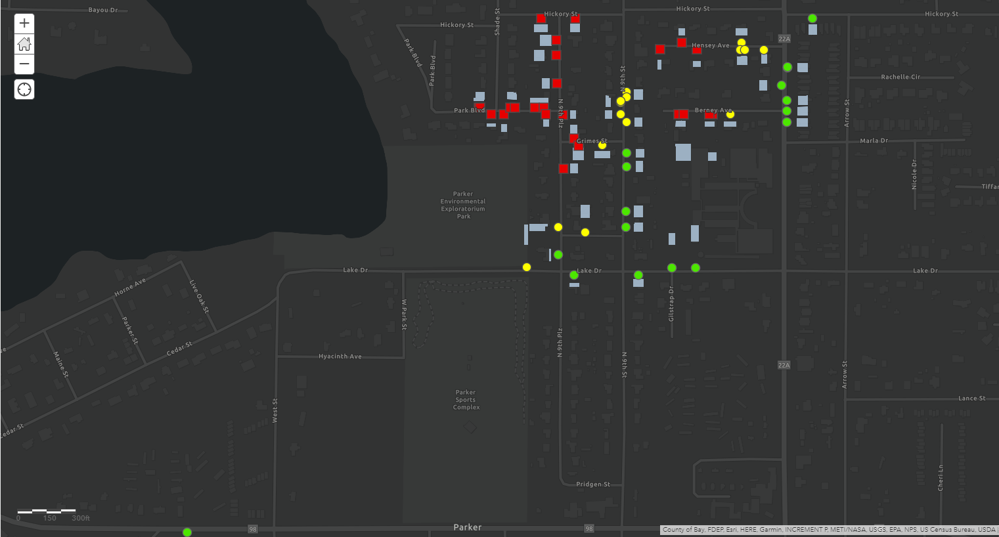 Bayou Dr
Hickory St
Hickory St
Hickory St
Hickory St
Shade St
22A
Park Blvd
Park Blvd
Hensey Ave
N 9th St
Rachelle Cir
Park Blvd
N 9th Plz
Berney Ave
Arrow St
Grimes St
Marla Dr
Nicole Dr
Tiffan
Parker
Environmental
Exploratorium
Park
Lake Dr
Lake Dr
Lake Dr
Horne Ave
Live Oak St
W Park St
Gilstrap Dr
Parker St
Cedar St
N 9th Plz
N 9th St
ve
Maine St
Hyacinth Ave
22A
Arrow St
Parker
Sports
Complex
West St
Lance St
Cedar St
Cheri Ln
Pridgen St
0 150 300ft
98
Parker
98
County of Bay, FDEP, Esri, HERE, Garmin, INCREMENT P, METI/NASA, USGS, EPA, NPS, US Census Bureau, USDA |